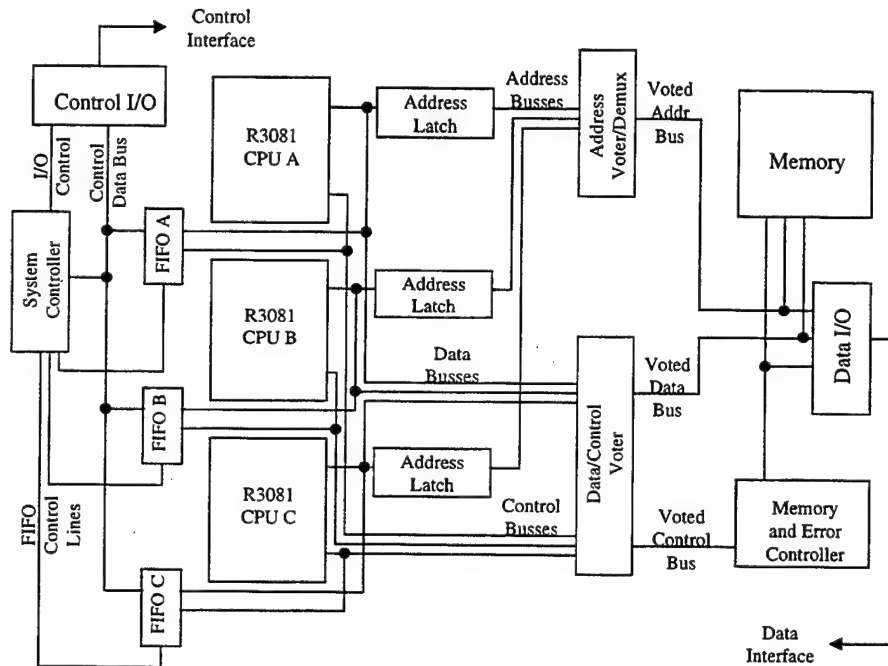 Control
Interface
Control I/O
I/O
Control
Control
Data Bus
System
Controller
FIFO A
FIFO B
FIFO C
FIFO
Control
Lines
R3081
CPU A
R3081
CPU B
R3081
CPU C
Address
Latch
Address
Latch
Address
Latch
Address
Busses
Address
Voter/Demux
Voted
Addr
Bus
Memory
Data
Busses
Control
Busses
Data/Control
Voter
Voted
Data
Bus
Voted
Control
Bus
Data I/O
Memory
and Error
Controller
Data
Interface